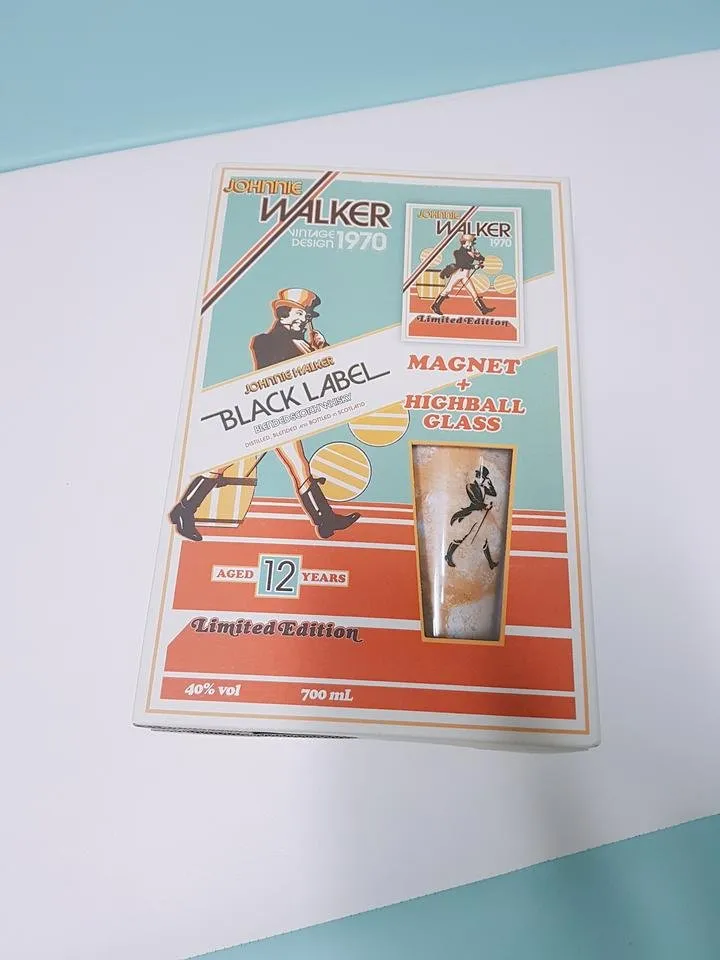 JOHNNIE
WALKER
VINTAGE
DESIGN 1970
JOHNNIE
WALKER
1970
Limited Edition
MAGNET
+
HIGHBALL
GLASS
JOHNNIE WALKER
BLACK LABEL
BLENDED SCOTCH WHISKY
DISTILLED, BLENDED AND BOTTLED IN SCOTLAND
AGED 12 YEARS
Limited Edition
40% vol 700 mL